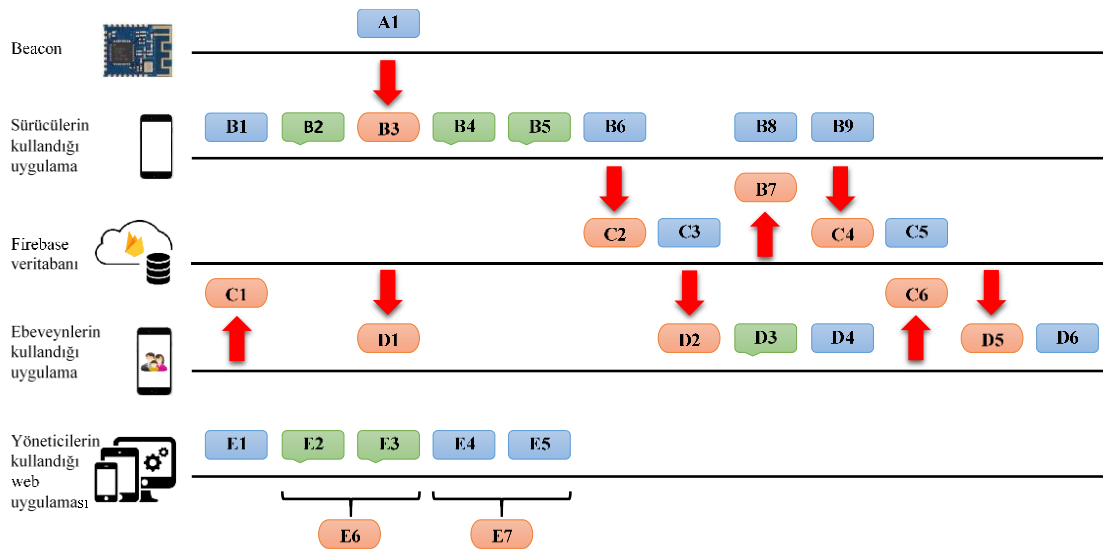 A1
Beacon
Sürücülerin
kullandığı
uygulama
B1 B2 B3 B4 B5 B6 B8 B9
B7
Firebase
veritabanı
C2 C3 C4 C5
C1 C6
Ebeveynlerin
kullandığı
uygulama
D1 D2 D3 D4 D5 D6
Yöneticilerin
kullandığı
web
uygulaması
E1 E2 E3 E4 E5
E6 E7